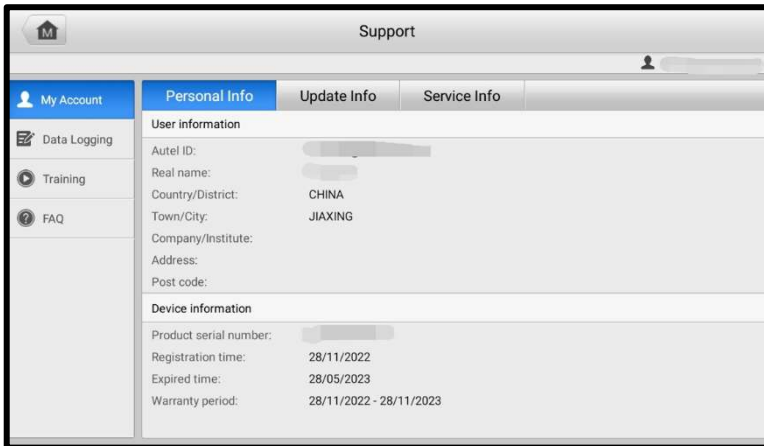 M
Support
My Account
Data Logging
Training
FAQ
Personal Info Update Info Service Info
User information
Autel ID:
Real name:
Country/District: CHINA
Town/City: JIAXING
Company/Institute:
Address:
Post code:
Device information
Product serial number:
Registration time: 28/11/2022
Expired time: 28/05/2023
Warranty period: 28/11/2022 - 28/11/2023